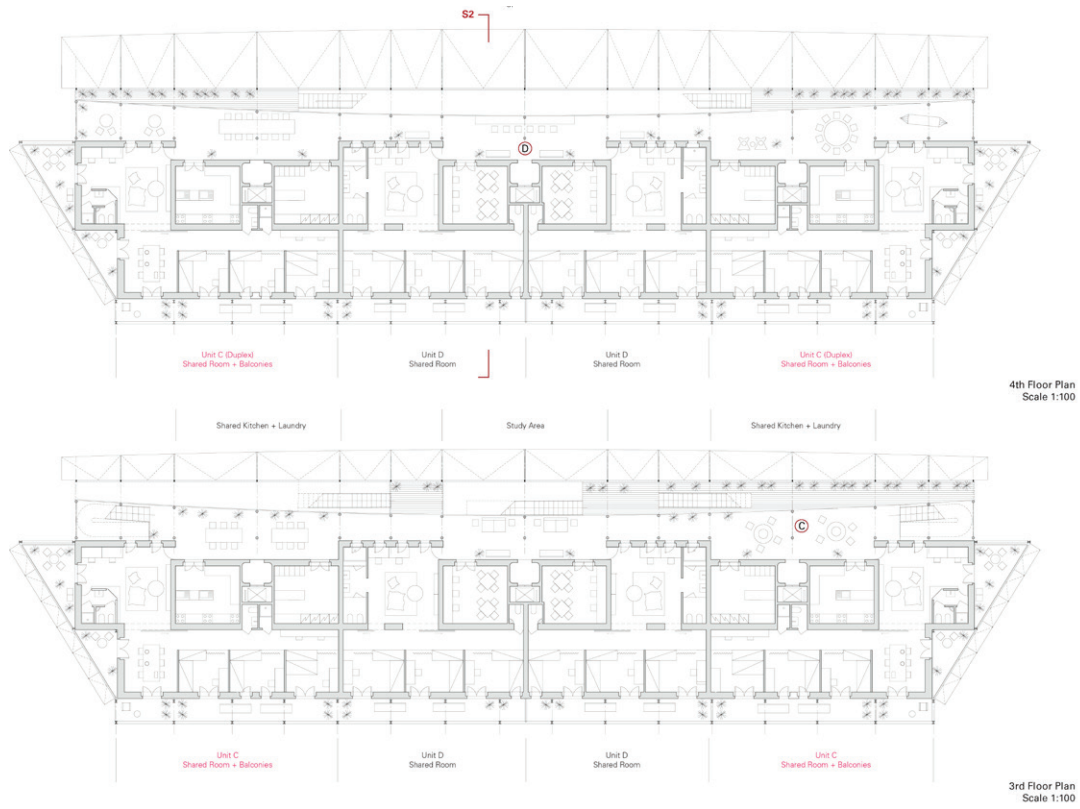 S2
D
Unit C (Duplex)
Shared Room + Balconies
Unit D
Shared Room
Unit D
Shared Room
Unit C (Duplex)
Shared Room + Balconies
4th Floor Plan
Scale 1:100
Shared Kitchen + Laundry
Study Area
Shared Kitchen + Laundry
C
Unit C
Shared Room + Balconies
Unit D
Shared Room
Unit D
Shared Room
Unit C
Shared Room + Balconies
3rd Floor Plan
Scale 1:100